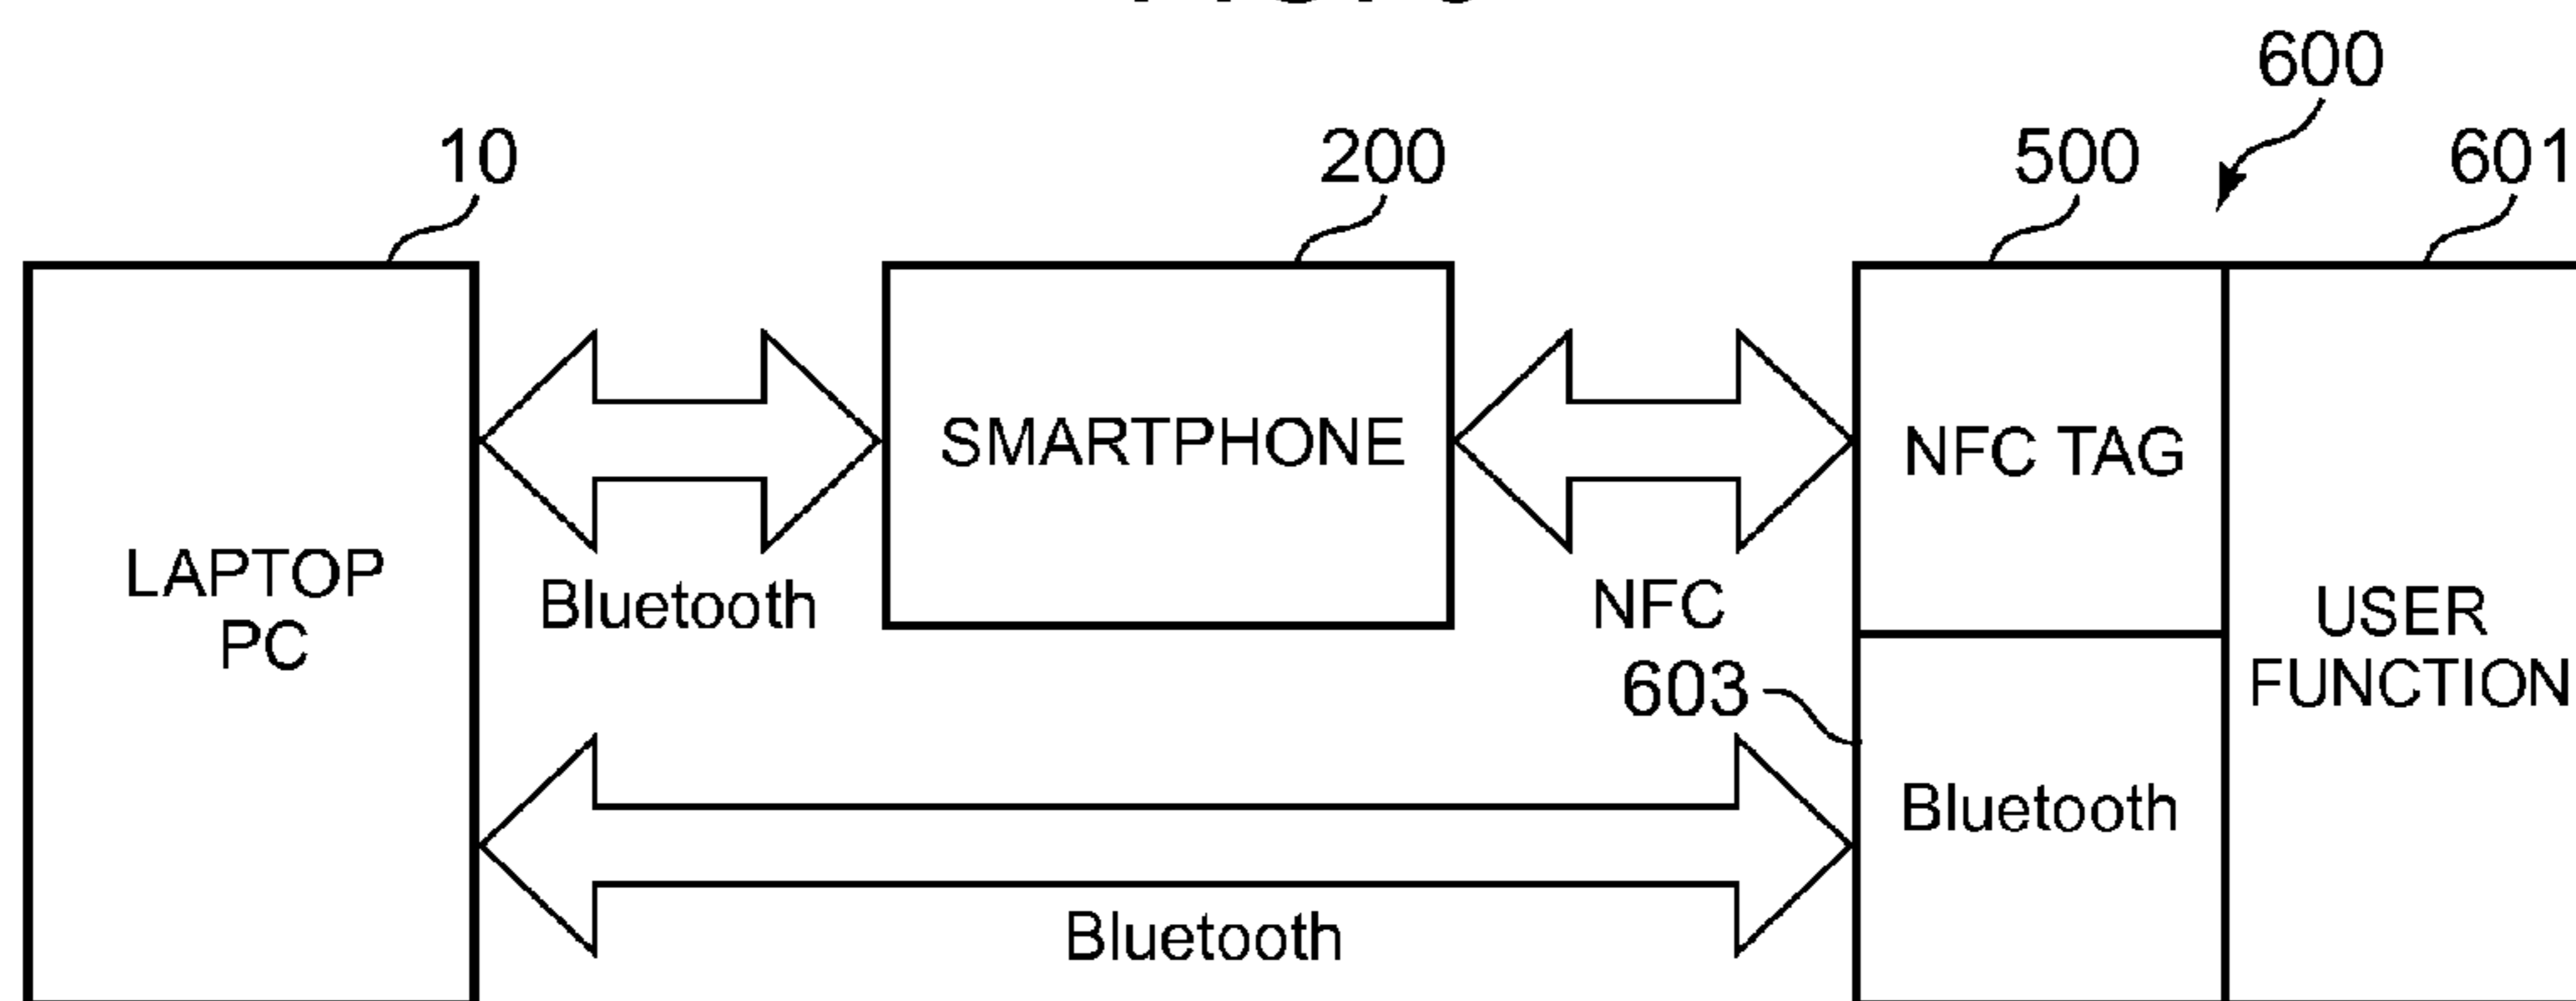 600
10
200
500
601
SMARTPHONE
NFC TAG
LAPTOP
PC
Bluetooth
NFC
USER
FUNCTION
603
Bluetooth
Bluetooth